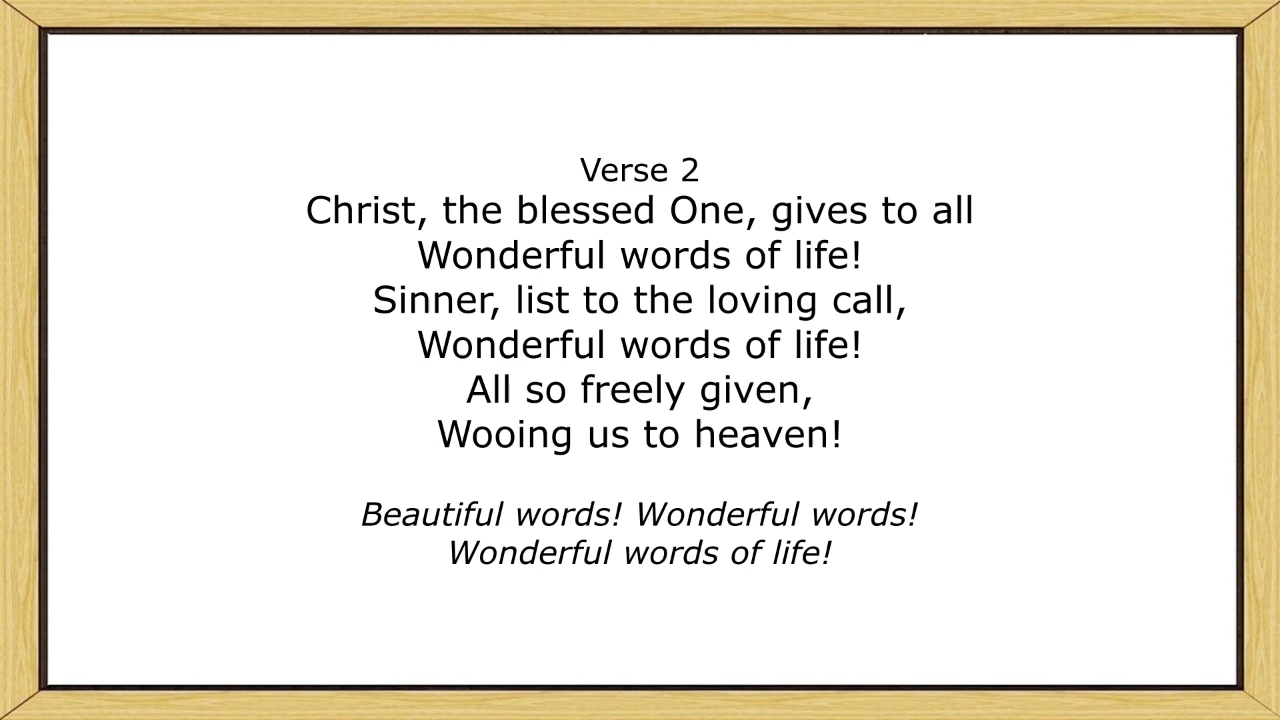 Verse 2
Christ, the blessed One, gives to all
Wonderful words of life!
Sinner, list to the loving call,
Wonderful words of life!
All so freely given,
Wooing us to heaven!
Beautiful words! Wonderful words!
Wonderful words of life!